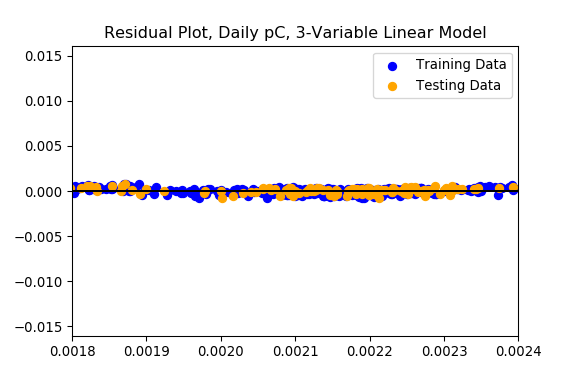 Residual Plot, Daily pC, 3-Variable Linear Model
0.015
0.010
0.005
0.000
−0.005
−0.010
−0.015
Training Data
Testing Data
0.0018 0.0019 0.0020 0.0021 0.0022 0.0023 0.0024